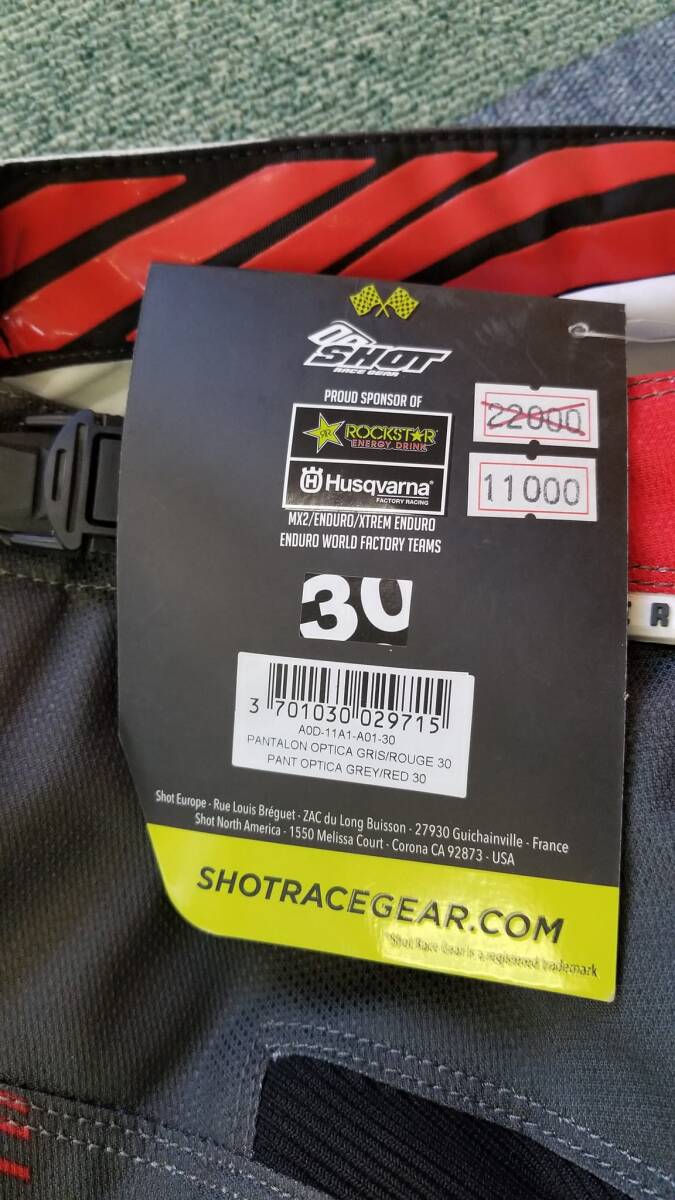 SHOT
RACE GEAR
PROUD SPONSOR OF
ROCKSTAR
ENERGY DRINK
Husqvarna
FACTORY RACING
MX2/ENDURO/XTREM ENDURO
ENDURO WORLD FACTORY TEAMS
22000
11000
30
3 701030 029715
A0D-11A1-A01-30
PANTALON OPTICA GRIS/ROUGE 30
PANT OPTICA GREY/RED 30
Shot Europe - Rue Louis Bréguet - ZAC du Long Buisson - 27930 Guichainville - France
Shot North America - 1550 Melissa Court - Corona CA 92873 - USA
SHOTRACEGEAR.COM
*Shot Race Gear is a registered trademark
ER